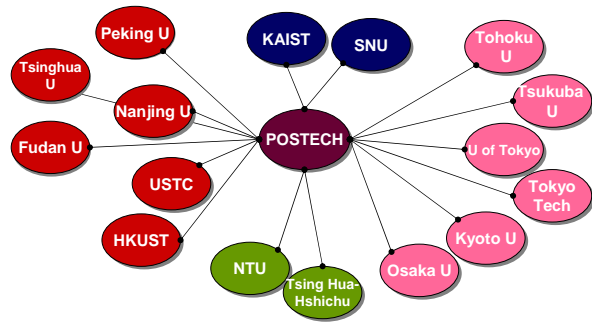 Peking U
KAIST
SNU
Tohoku
U
Tsinghua
U
Tsukuba
U
Nanjing U
POSTECH
Fudan U
U of Tokyo
USTC
Tokyo
Tech
HKUST
Kyoto U
NTU
Tsing Hua-
Hshichu
Osaka U